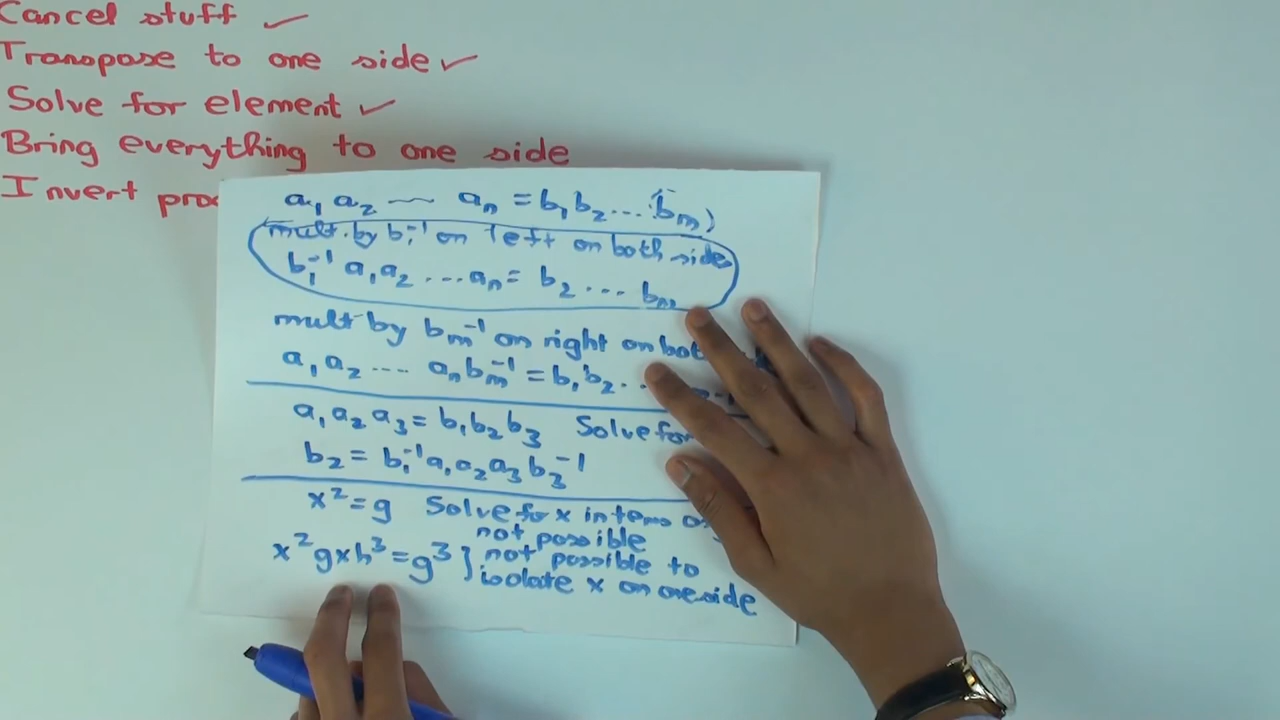 Cancel stuff ✓
Transpose to one side ✓
Solve for element ✓
Bring everything to one side
Invert
a₁ a₂ ⁓ aₙ = b₁ b₂ ... bₘ)
mult. by b₁⁻¹ on left on both sides
b₁⁻¹ a₁ a₂ ... aₙ = b₂ ... bₘ
mult by bₘ⁻¹ on right on
a₁ a₂ ... aₙ bₘ⁻¹ = b₁ b₂ ..
a₁ a₂ a₃ = b₁ b₂ b₃ Solve for
b₂ = b₁⁻¹ a₁ a₂ a₃ b₃⁻¹
x² = g Solve for x in terms
not possible
x² g x h³ = g³ } not possible to
isolate x on one side